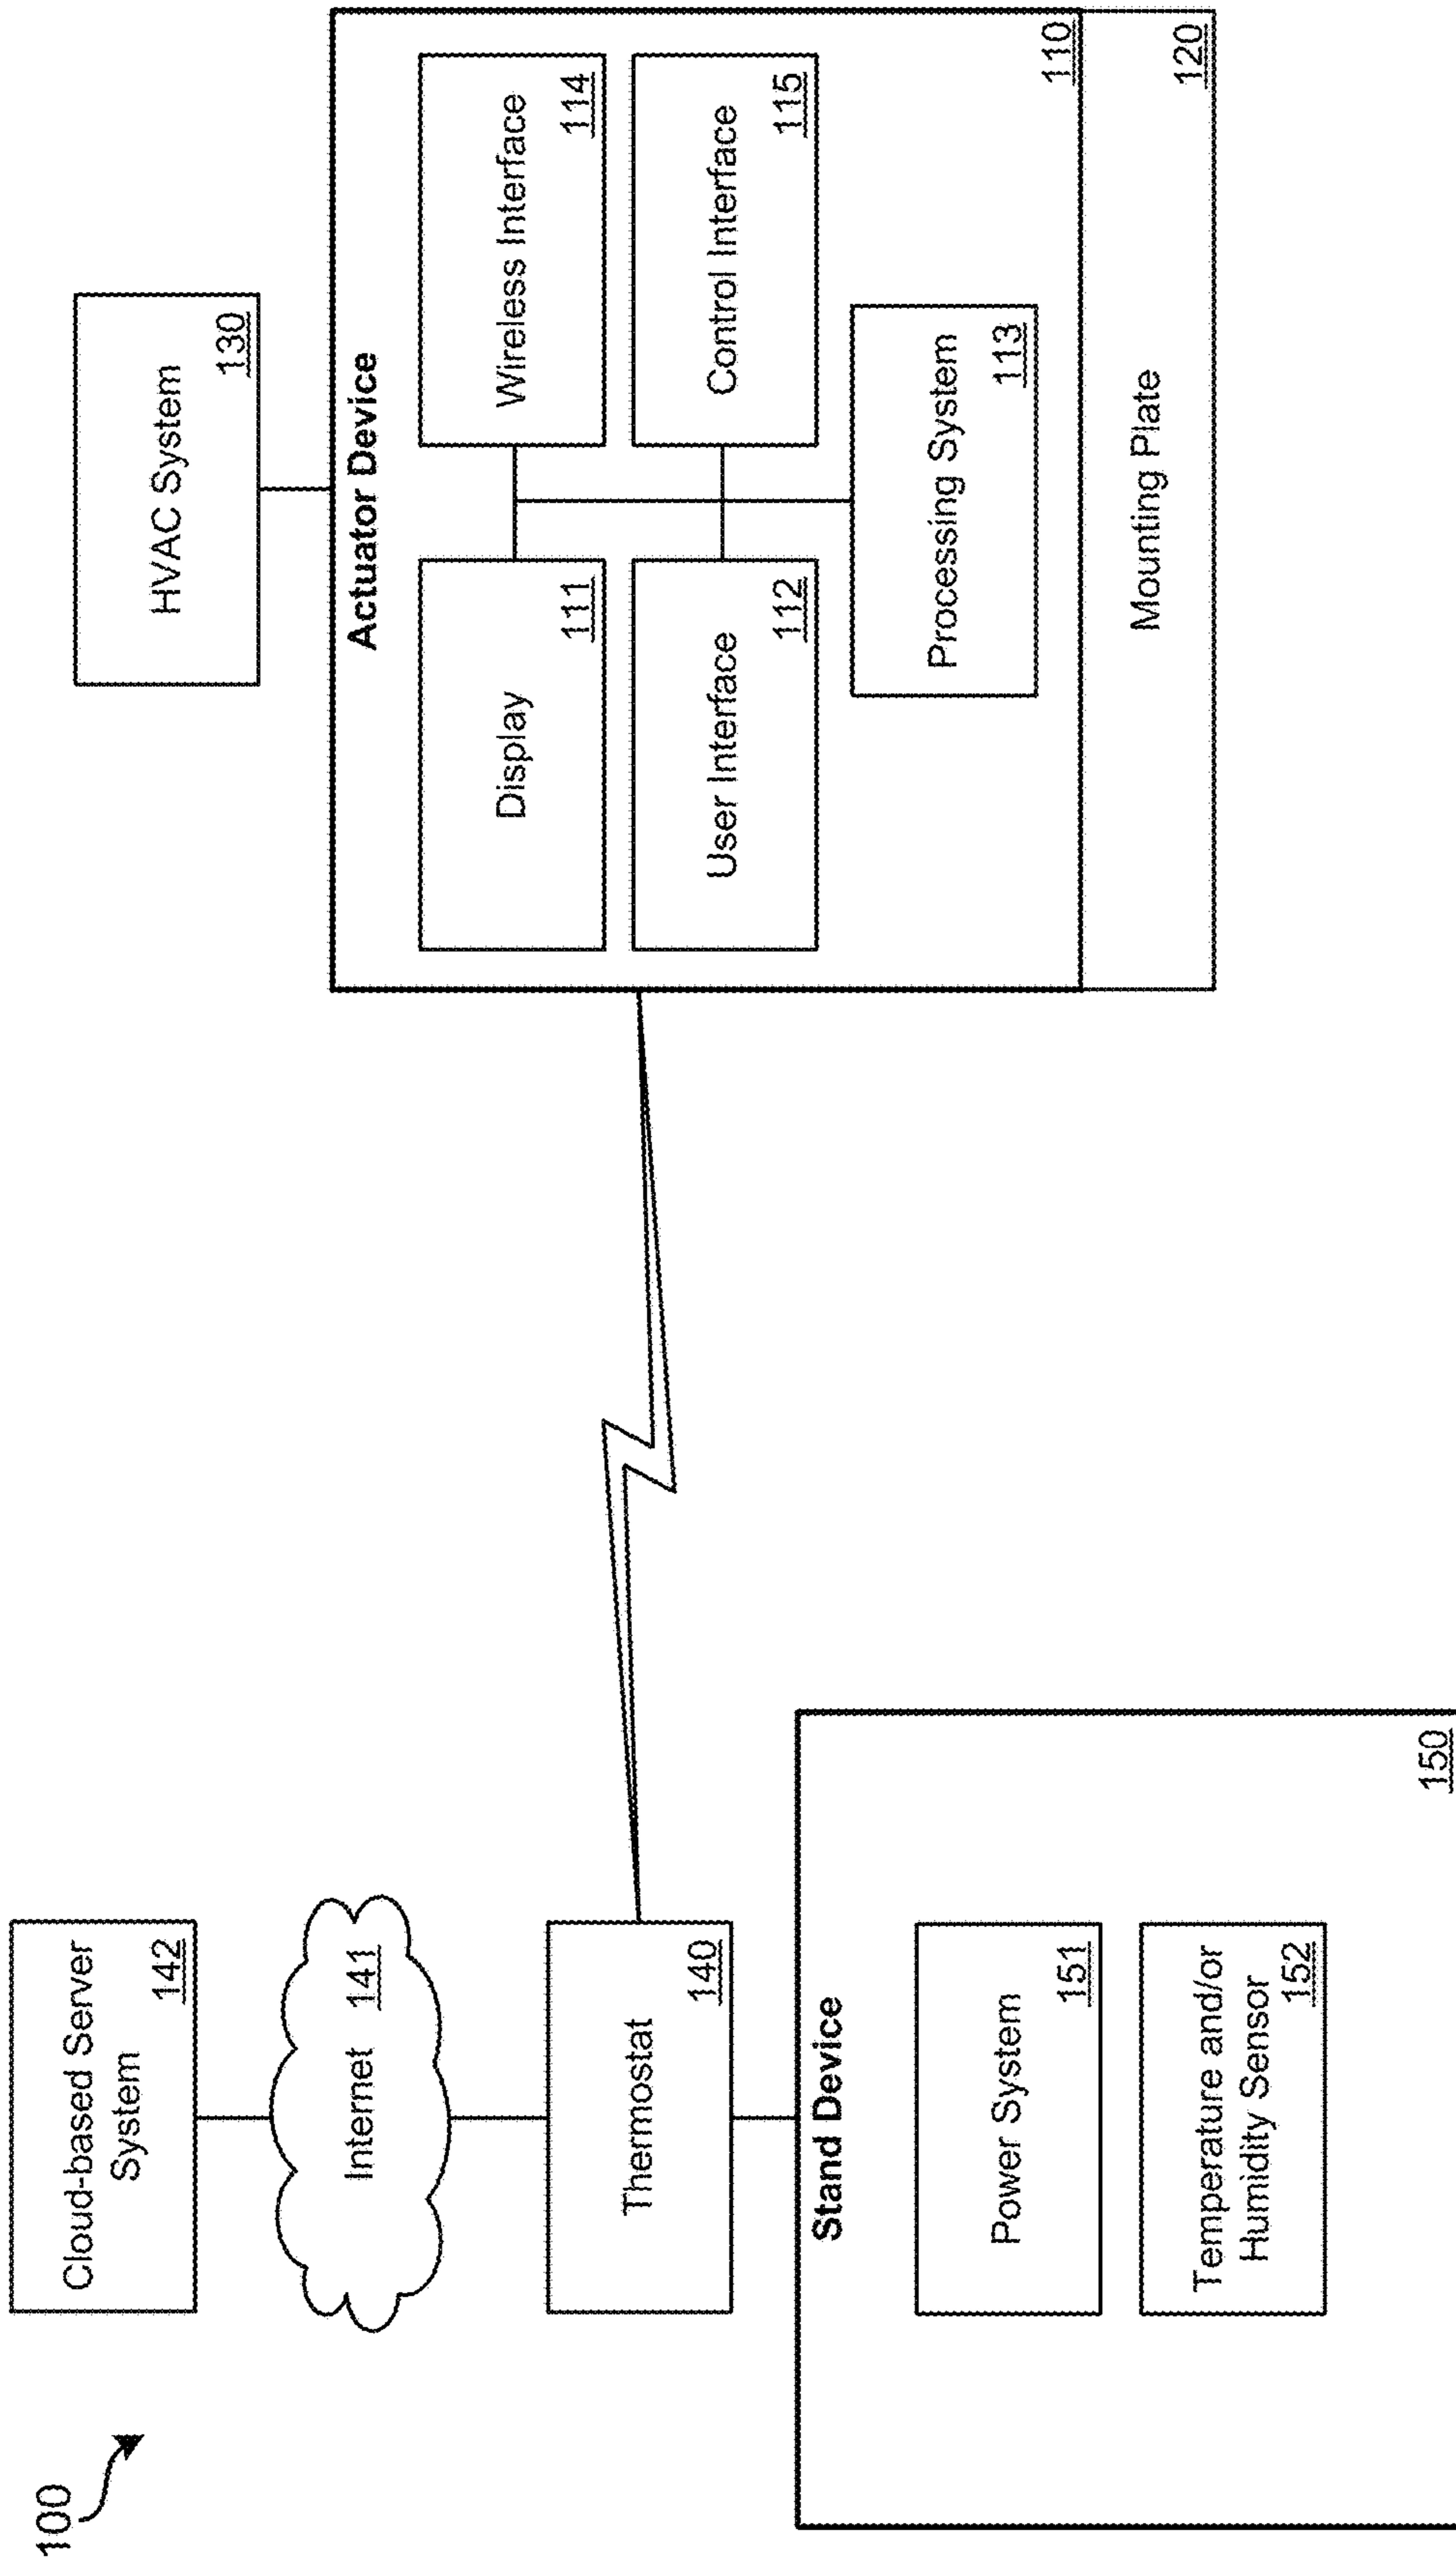 100
Cloud-based Server
System
142
Internet
141
Thermostat
140
Stand Device
Power System
151
Temperature and/or
Humidity Sensor
152
150
HVAC System
130
Actuator Device
Display
111
Wireless Interface
114
User Interface
112
Control Interface
115
Processing System
113
110
Mounting Plate
120